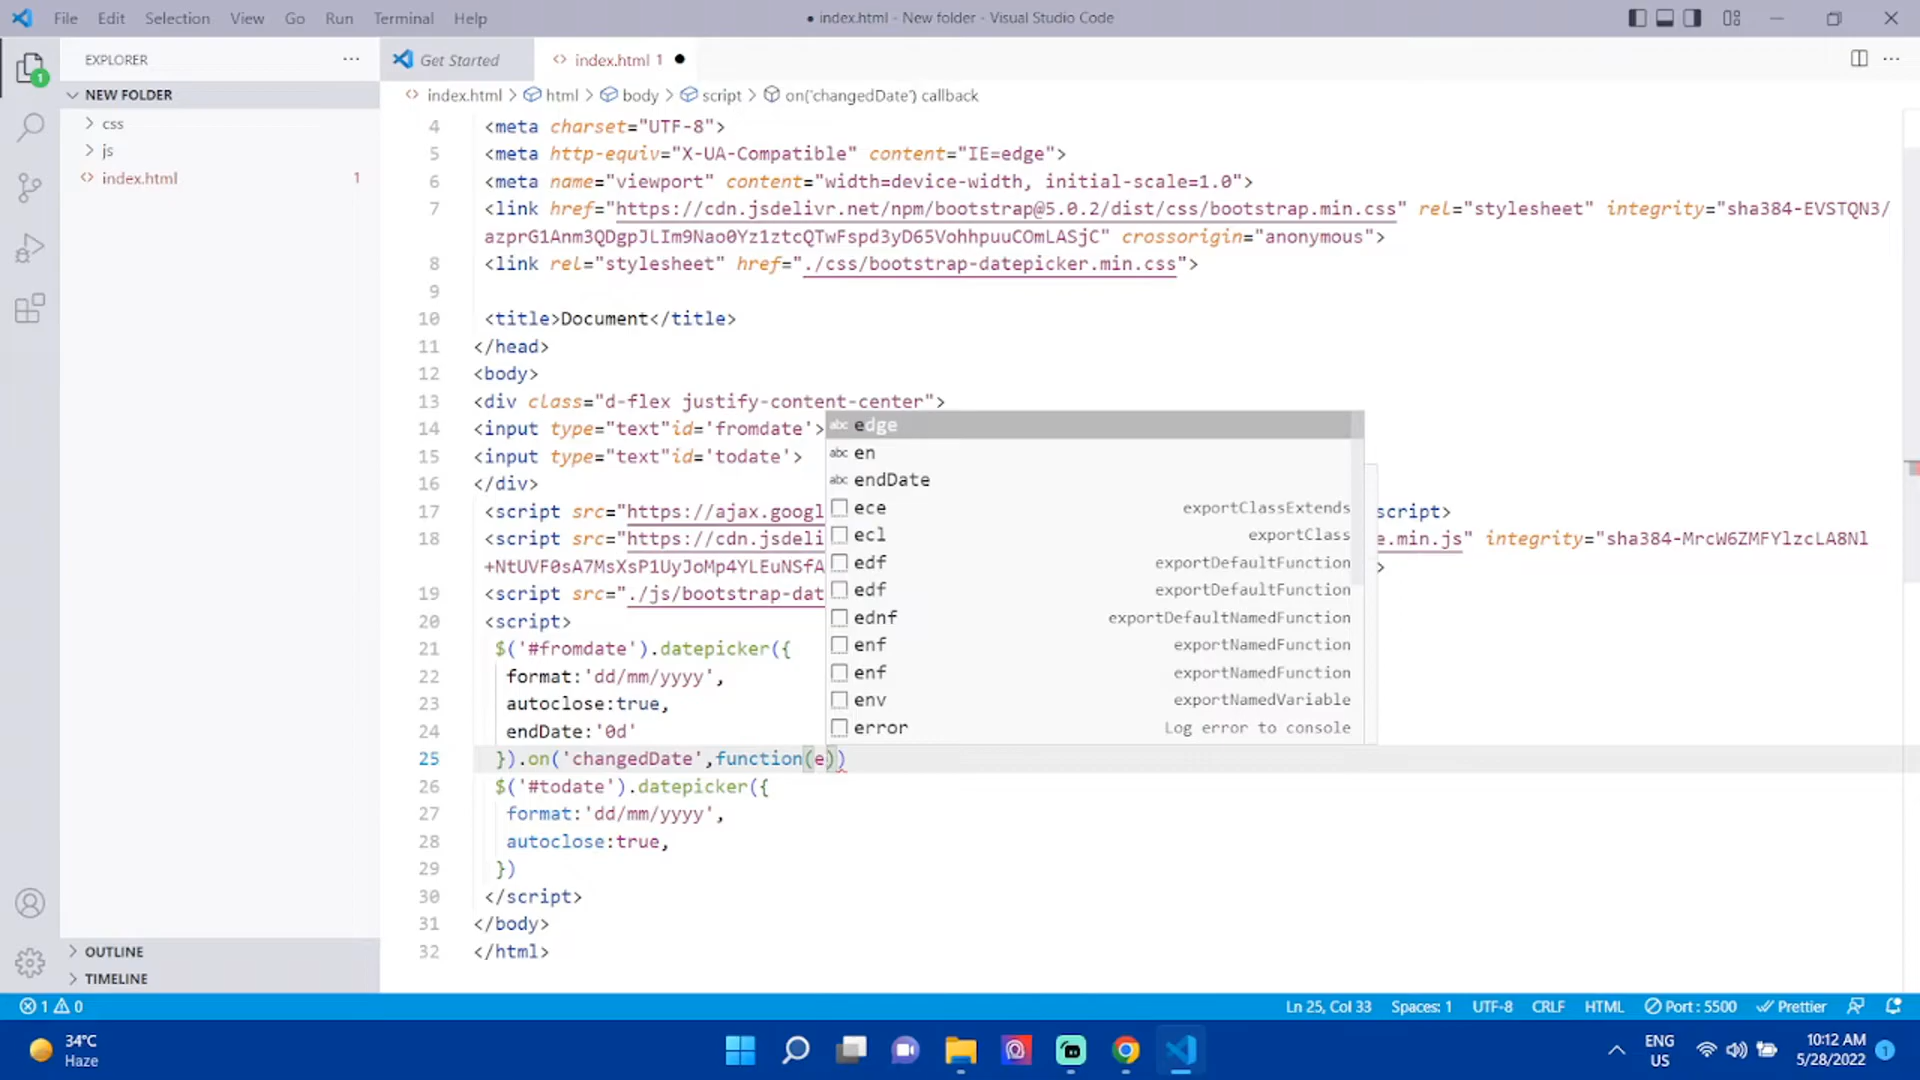 File Edit Selection View Go Run Terminal Help
● index.html - New folder - Visual Studio Code
EXPLORER
NEW FOLDER
css
js
index.html 1
OUTLINE
TIMELINE
Get Started
index.html 1
index.html > html > body > script > on('changedDate') callback
4 <meta charset="UTF-8">
5 <meta http-equiv="X-UA-Compatible" content="IE=edge">
6 <meta name="viewport" content="width=device-width, initial-scale=1.0">
7 <link href="https://cdn.jsdelivr.net/npm/bootstrap@5.0.2/dist/css/bootstrap.min.css" rel="stylesheet" integrity="sha384-EVSTQN3/
azprG1Anm3QDgpJLIm9Nao0Yz1ztcQTwFspd3yD65VohhpuuCOmLASjC" crossorigin="anonymous">
8 <link rel="stylesheet" href="./css/bootstrap-datepicker.min.css">
9
10 <title>Document</title>
11 </head>
12 <body>
13 <div class="d-flex justify-content-center">
14 <input type="text"id='fromdate'>
15 <input type="text"id='todate'>
16 </div>
17 <script src="https://ajax.googl script>
18 <script src="https://cdn.jsdeli e.min.js" integrity="sha384-MrcW6ZMFYlzcLA8Nl
+NtUVF0sA7MsXsP1UyJoMp4YLEuNSfA >
19 <script src="./js/bootstrap-dat
20 <script>
21 $('#fromdate').datepicker({
22 format:'dd/mm/yyyy',
23 autoclose:true,
24 endDate:'0d'
25 }).on('changedDate',function(e))
26 $('#todate').datepicker({
27 format:'dd/mm/yyyy',
28 autoclose:true,
29 })
30 </script>
31 </body>
32 </html>
abc edge
abc en
abc endDate
ece exportClassExtends
ecl exportClass
edf exportDefaultFunction
edf exportDefaultFunction
ednf exportDefaultNamedFunction
enf exportNamedFunction
enf exportNamedFunction
env exportNamedVariable
error Log error to console
1 0
Ln 25, Col 33 Spaces: 1 UTF-8 CRLF HTML Port : 5500 Prettier
34°C
Haze
ENG
US
10:12 AM
5/28/2022
1